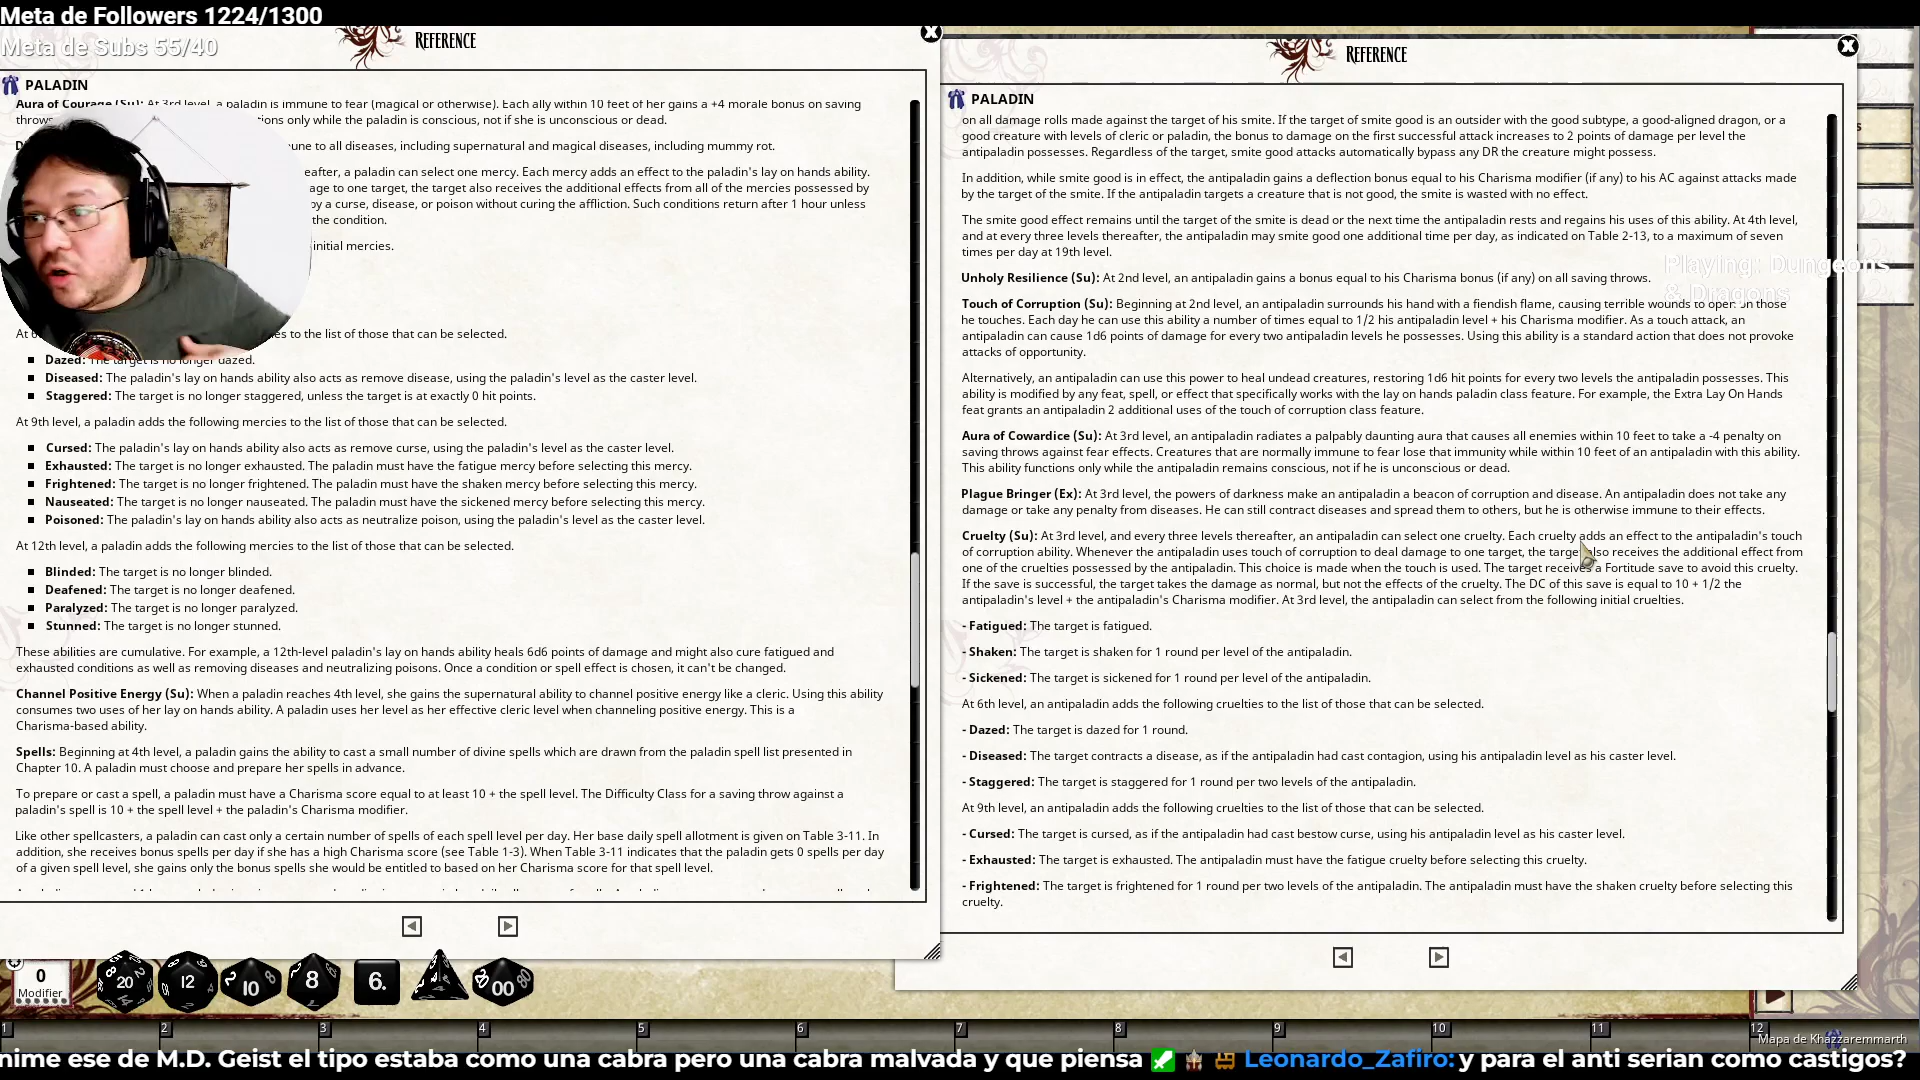 Meta de Followers 1224/1300
Meta de Subs 55/40
REFERENCE
PALADIN
Aura of Courage (Su): At 3rd level, a paladin is immune to fear (magical or otherwise). Each ally within 10 feet of her gains a +4 morale bonus on saving
throws tions only while the paladin is conscious, not if she is unconscious or dead.
une to all diseases, including supernatural and magical diseases, including mummy rot.
eafter, a paladin can select one mercy. Each mercy adds an effect to the paladin's lay on hands ability.
age to one target, the target also receives the additional effects from all of the mercies possessed by
by a curse, disease, or poison without curing the affliction. Such conditions return after 1 hour unless
the condition.
initial mercies.
At 6 es to the list of those that can be selected.
Dazed: The target is no longer dazed.
Diseased: The paladin's lay on hands ability also acts as remove disease, using the paladin's level as the caster level.
Staggered: The target is no longer staggered, unless the target is at exactly 0 hit points.
At 9th level, a paladin adds the following mercies to the list of those that can be selected.
Cursed: The paladin's lay on hands ability also acts as remove curse, using the paladin's level as the caster level.
Exhausted: The target is no longer exhausted. The paladin must have the fatigue mercy before selecting this mercy.
Frightened: The target is no longer frightened. The paladin must have the shaken mercy before selecting this mercy.
Nauseated: The target is no longer nauseated. The paladin must have the sickened mercy before selecting this mercy.
Poisoned: The paladin's lay on hands ability also acts as neutralize poison, using the paladin's level as the caster level.
At 12th level, a paladin adds the following mercies to the list of those that can be selected.
Blinded: The target is no longer blinded.
Deafened: The target is no longer deafened.
Paralyzed: The target is no longer paralyzed.
Stunned: The target is no longer stunned.
These abilities are cumulative. For example, a 12th-level paladin's lay on hands ability heals 6d6 points of damage and might also cure fatigued and
exhausted conditions as well as removing diseases and neutralizing poisons. Once a condition or spell effect is chosen, it can't be changed.
Channel Positive Energy (Su): When a paladin reaches 4th level, she gains the supernatural ability to channel positive energy like a cleric. Using this ability
consumes two uses of her lay on hands ability. A paladin uses her level as her effective cleric level when channeling positive energy. This is a
Charisma-based ability.
Spells: Beginning at 4th level, a paladin gains the ability to cast a small number of divine spells which are drawn from the paladin spell list presented in
Chapter 10. A paladin must choose and prepare her spells in advance.
To prepare or cast a spell, a paladin must have a Charisma score equal to at least 10 + the spell level. The Difficulty Class for a saving throw against a
paladin's spell is 10 + the spell level + the paladin's Charisma modifier.
Like other spellcasters, a paladin can cast only a certain number of spells of each spell level per day. Her base daily spell allotment is given on Table 3-11. In
addition, she receives bonus spells per day if she has a high Charisma score (see Table 1-3). When Table 3-11 indicates that the paladin gets 0 spells per day
of a given spell level, she gains only the bonus spells she would be entitled to based on her Charisma score for that spell level.
REFERENCE
PALADIN
on all damage rolls made against the target of his smite. If the target of smite good is an outsider with the good subtype, a good-aligned dragon, or a
good creature with levels of cleric or paladin, the bonus to damage on the first successful attack increases to 2 points of damage per level the
antipaladin possesses. Regardless of the target, smite good attacks automatically bypass any DR the creature might possess.
In addition, while smite good is in effect, the antipaladin gains a deflection bonus equal to his Charisma modifier (if any) to his AC against attacks made
by the target of the smite. If the antipaladin targets a creature that is not good, the smite is wasted with no effect.
The smite good effect remains until the target of the smite is dead or the next time the antipaladin rests and regains his uses of this ability. At 4th level,
and at every three levels thereafter, the antipaladin may smite good one additional time per day, as indicated on Table 2-13, to a maximum of seven
times per day at 19th level.
Unholy Resilience (Su): At 2nd level, an antipaladin gains a bonus equal to his Charisma bonus (if any) on all saving throws.
Touch of Corruption (Su): Beginning at 2nd level, an antipaladin surrounds his hand with a fiendish flame, causing terrible wounds to open on those
he touches. Each day he can use this ability a number of times equal to 1/2 his antipaladin level + his Charisma modifier. As a touch attack, an
antipaladin can cause 1d6 points of damage for every two antipaladin levels he possesses. Using this ability is a standard action that does not provoke
attacks of opportunity.
Alternatively, an antipaladin can use this power to heal undead creatures, restoring 1d6 hit points for every two levels the antipaladin possesses. This
ability is modified by any feat, spell, or effect that specifically works with the lay on hands paladin class feature. For example, the Extra Lay On Hands
feat grants an antipaladin 2 additional uses of the touch of corruption class feature.
Aura of Cowardice (Su): At 3rd level, an antipaladin radiates a palpably daunting aura that causes all enemies within 10 feet to take a -4 penalty on
saving throws against fear effects. Creatures that are normally immune to fear lose that immunity while within 10 feet of an antipaladin with this ability.
This ability functions only while the antipaladin remains conscious, not if he is unconscious or dead.
Plague Bringer (Ex): At 3rd level, the powers of darkness make an antipaladin a beacon of corruption and disease. An antipaladin does not take any
damage or take any penalty from diseases. He can still contract diseases and spread them to others, but he is otherwise immune to their effects.
Cruelty (Su): At 3rd level, and every three levels thereafter, an antipaladin can select one cruelty. Each cruelty adds an effect to the antipaladin's touch
of corruption ability. Whenever the antipaladin uses touch of corruption to deal damage to one target, the target also receives the additional effect from
one of the cruelties possessed by the antipaladin. This choice is made when the touch is used. The target receives a Fortitude save to avoid this cruelty.
If the save is successful, the target takes the damage as normal, but not the effects of the cruelty. The DC of this save is equal to 10 + 1/2 the
antipaladin's level + the antipaladin's Charisma modifier. At 3rd level, the antipaladin can select from the following initial cruelties.
- Fatigued: The target is fatigued.
- Shaken: The target is shaken for 1 round per level of the antipaladin.
- Sickened: The target is sickened for 1 round per level of the antipaladin.
At 6th level, an antipaladin adds the following cruelties to the list of those that can be selected.
- Dazed: The target is dazed for 1 round.
- Diseased: The target contracts a disease, as if the antipaladin had cast contagion, using his antipaladin level as his caster level.
- Staggered: The target is staggered for 1 round per two levels of the antipaladin.
At 9th level, an antipaladin adds the following cruelties to the list of those that can be selected.
- Cursed: The target is cursed, as if the antipaladin had cast bestow curse, using his antipaladin level as his caster level.
- Exhausted: The target is exhausted. The antipaladin must have the fatigue cruelty before selecting this cruelty.
- Frightened: The target is frightened for 1 round per two levels of the antipaladin. The antipaladin must have the shaken cruelty before selecting this
cruelty.
Playing: Dungeons
& Dragons
0
Modifier
20 12 10 8 6. 4 00
1 2 3 4 5 6 7 8 9 10 11 12
Mapa de Khazzaremmarth
nime ese de M.D. Geist el tipo estaba como una cabra pero una cabra malvada y que piensa Leonardo_Zafiro: y para el anti serian como castigos?